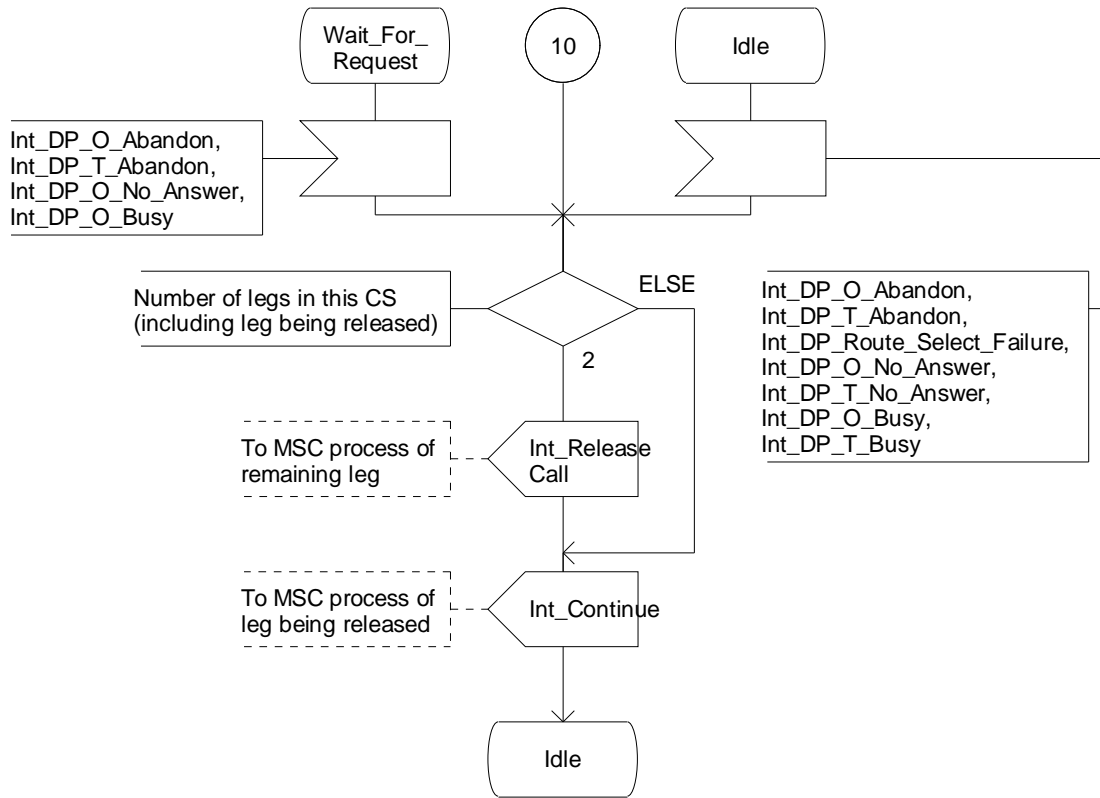 Wait_For_
Request
10
Idle
Int_DP_O_Abandon,
Int_DP_T_Abandon,
Int_DP_O_No_Answer,
Int_DP_O_Busy
Number of legs in this CS
(including leg being released)
ELSE
2
Int_DP_O_Abandon,
Int_DP_T_Abandon,
Int_DP_Route_Select_Failure,
Int_DP_O_No_Answer,
Int_DP_T_No_Answer,
Int_DP_O_Busy,
Int_DP_T_Busy
To MSC process of
remaining leg
Int_Release
Call
To MSC process of
leg being released
Int_Continue
Idle